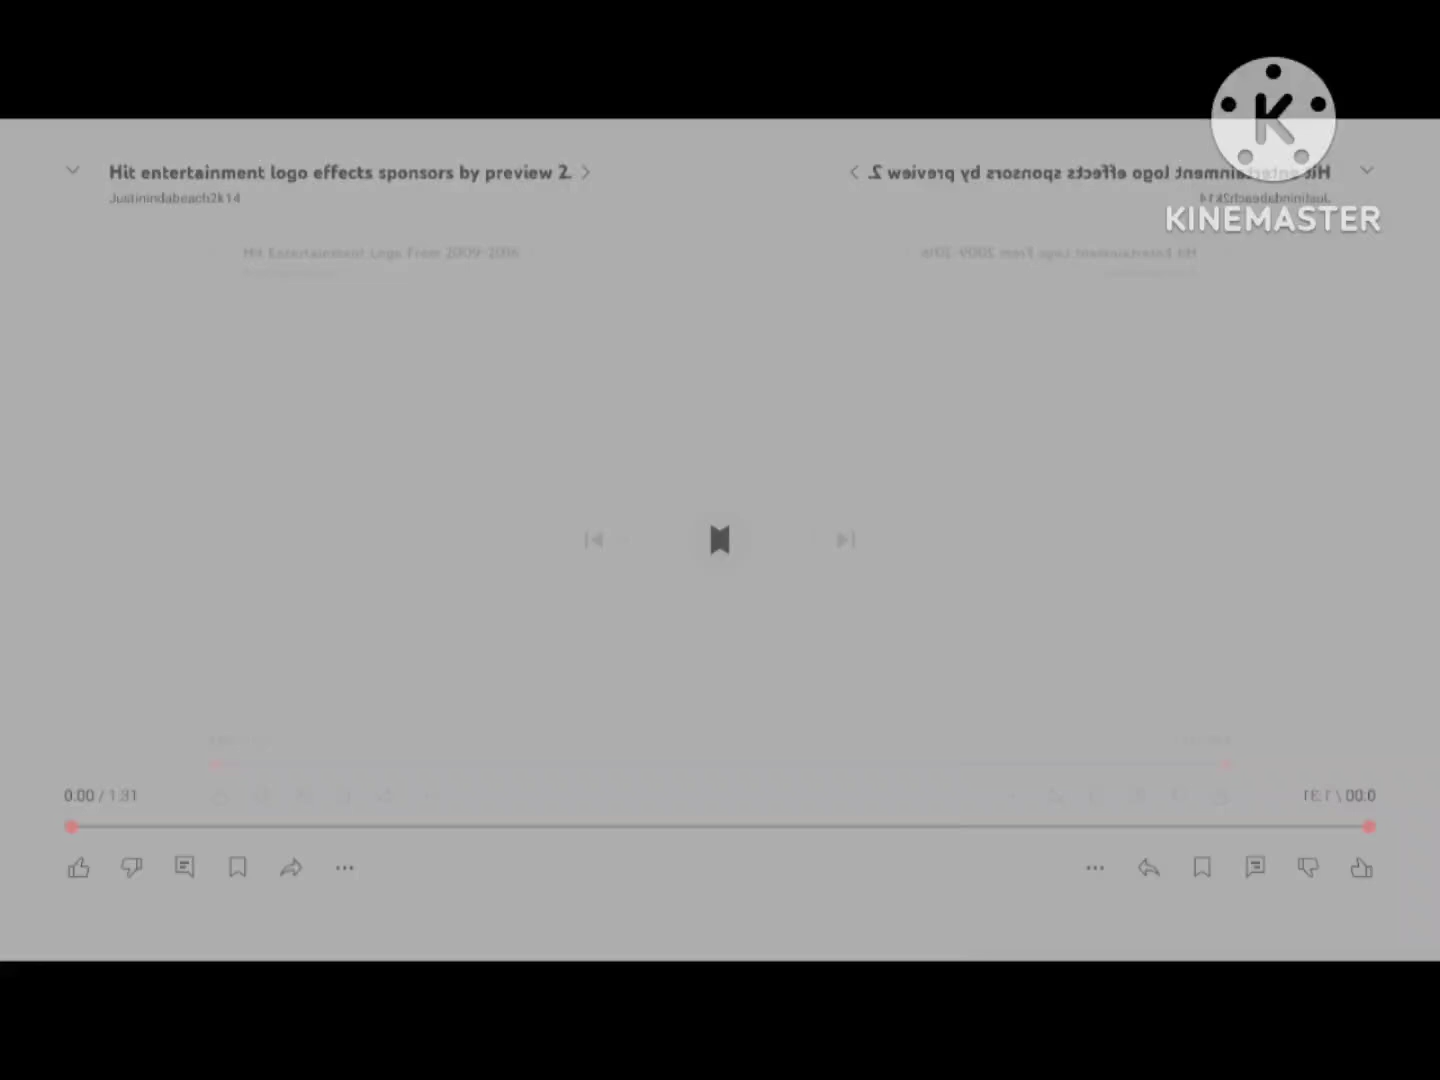 Hit entertainment logo effects sponsors by preview 2.
Justinindabeach2k14
Hit entertainment logo effects sponsors by preview 2.
Justinindabeach2k14
KINEMASTER
Hit Entertainment Logo From 2009-2016
Hit Entertainment Logo From 2009-2016
0:00 / 1:31
0:00 / 1:31